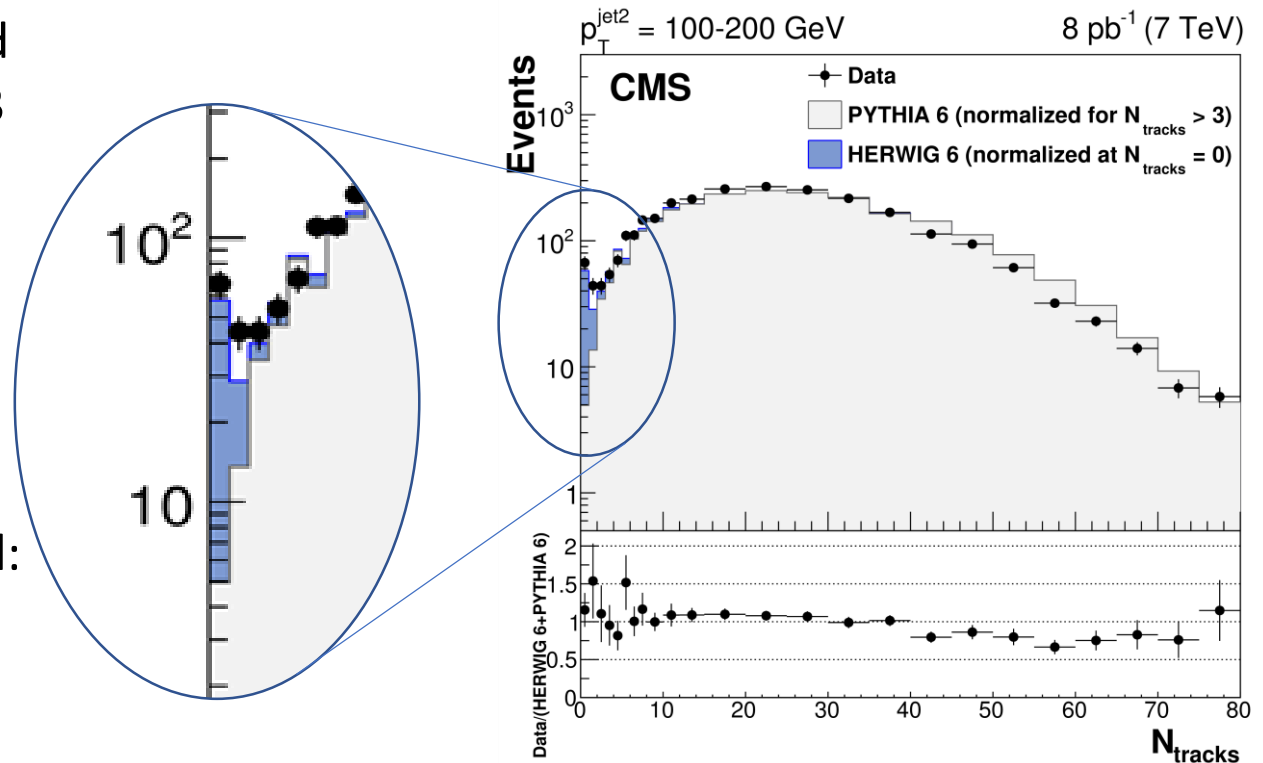 d
s
d:
10²
10
p_T^jet2 = 100-200 GeV
8 pb⁻¹ (7 TeV)
CMS
Data
PYTHIA 6 (normalized for N_tracks > 3)
HERWIG 6 (normalized at N_tracks = 0)
Events
10³
10²
10
1
Data/(HERWIG 6+PYTHIA 6)
2
1.5
1
0.5
0
0 10 20 30 40 50 60 70 80
N_tracks